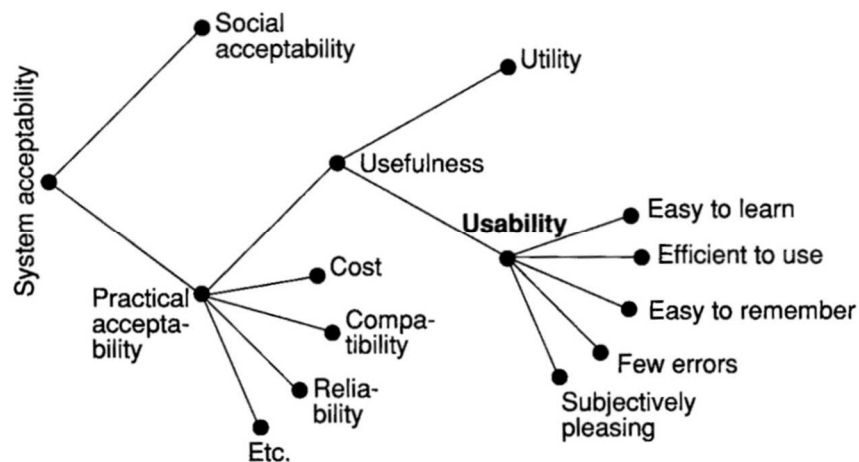 System acceptability
Social
acceptability
Utility
Usefulness
Usability
Easy to learn
Efficient to use
Easy to remember
Few errors
Subjectively
pleasing
Practical
accepta-
bility
Cost
Compa-
tibility
Relia-
bility
Etc.